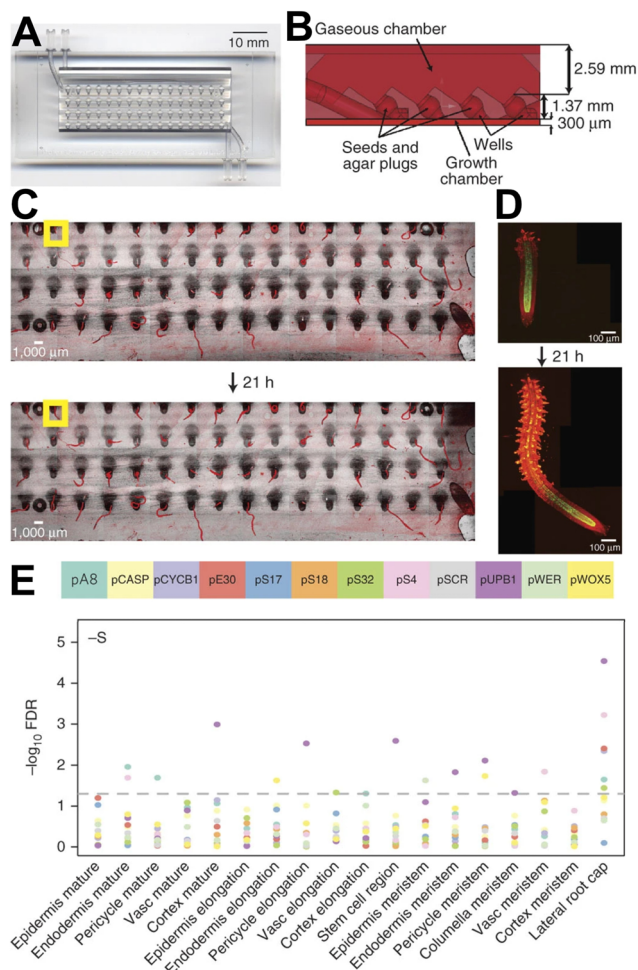 A
10 mm
B
Gaseous chamber
2.59 mm
1.37 mm
300 µm
Seeds and
agar plugs
Wells
Growth
chamber
C
1,000 µm
21 h
1,000 µm
D
100 µm
21 h
100 µm
E
pA8 pCASP pCYCB1 pE30 pS17 pS18 pS32 pS4 pSCR pUPB1 pWER pWOX5
–S
–log10 FDR
5
4
3
2
1
0
Epidermis mature
Endodermis mature
Pericycle mature
Vasc mature
Cortex mature
Epidermis elongation
Endodermis elongation
Pericycle elongation
Vasc elongation
Cortex elongation
Stem cell region
Epidermis meristem
Endodermis meristem
Pericycle meristem
Columella meristem
Vasc meristem
Cortex meristem
Lateral root cap